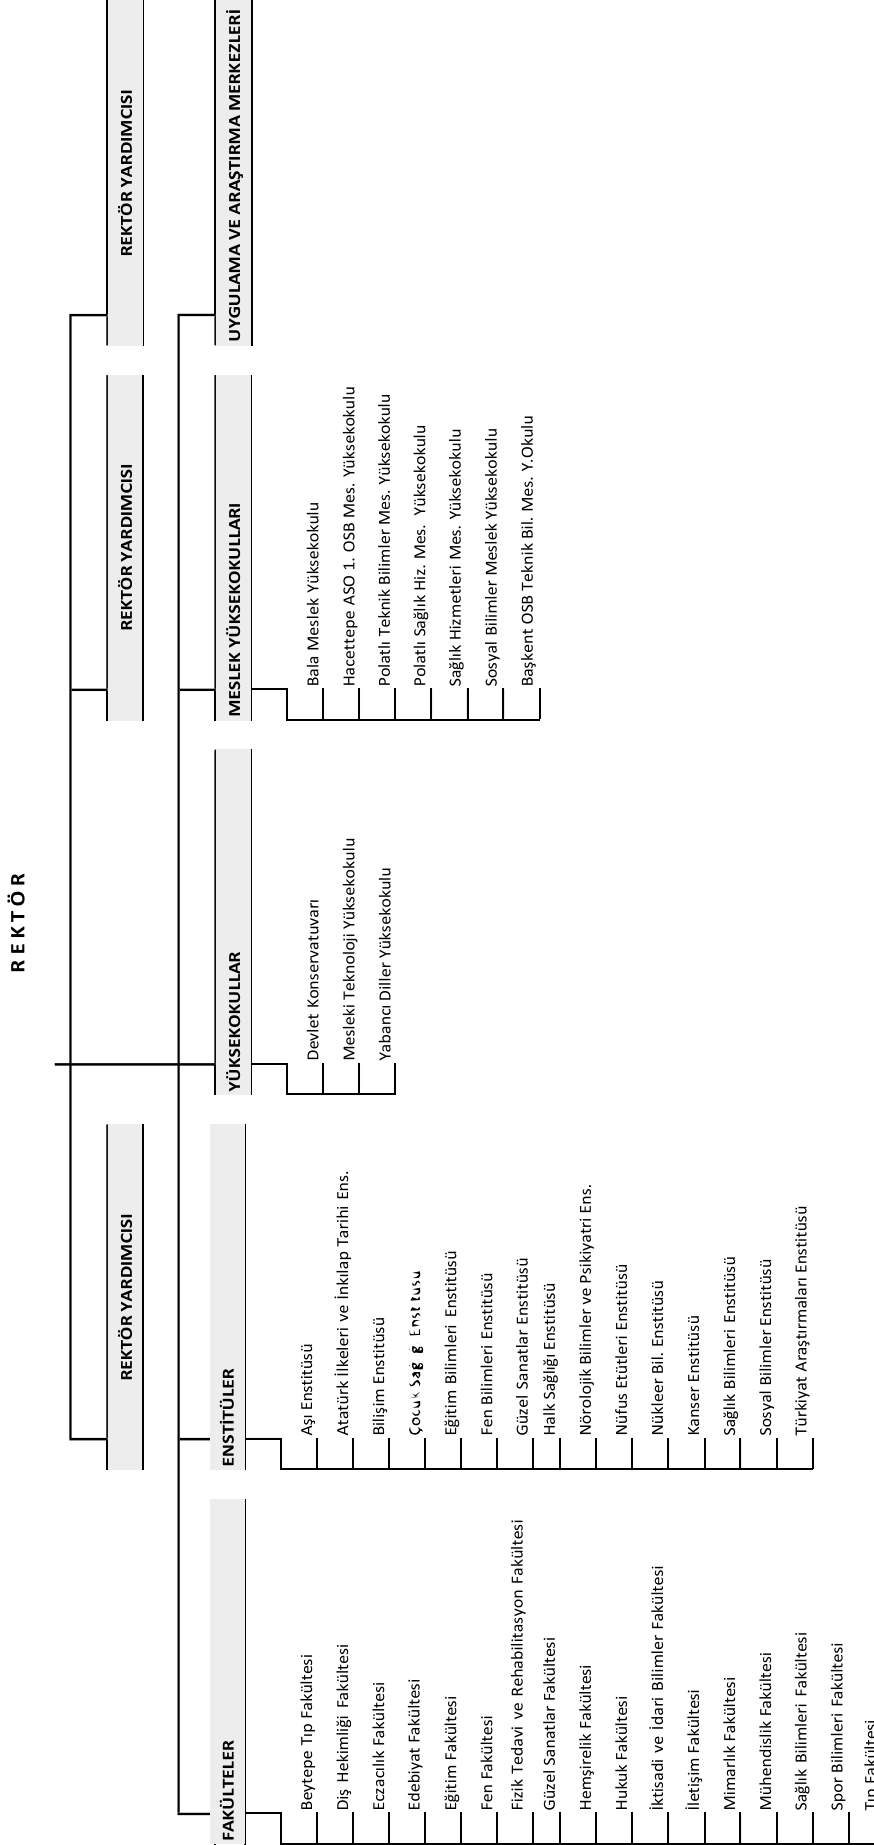 REKTÖR
REKTÖR YARDIMCISI
REKTÖR YARDIMCISI
REKTÖR YARDIMCISI
FAKÜLTELER
Beytepe Tıp Fakültesi
Diş Hekimliği Fakültesi
Eczacılık Fakültesi
Edebiyat Fakültesi
Eğitim Fakültesi
Fen Fakültesi
Fizik Tedavi ve Rehabilitasyon Fakültesi
Güzel Sanatlar Fakültesi
Hemşirelik Fakültesi
Hukuk Fakültesi
İktisadi ve İdari Bilimler Fakültesi
İletişim Fakültesi
Mimarlık Fakültesi
Mühendislik Fakültesi
Sağlık Bilimleri Fakültesi
Spor Bilimleri Fakültesi
Tıp Fakültesi
ENSTİTÜLER
Aşı Enstitüsü
Atatürk İlkeleri ve İnkılap Tarihi Ens.
Bilişim Enstitüsü
Çocuk
Eğitim Bilimleri Enstitüsü
Fen Bilimleri Enstitüsü
Güzel Sanatlar Enstitüsü
Halk Sağlığı Enstitüsü
Nörolojik Bilimler ve Psikiyatri Ens.
Nüfus Etütleri Enstitüsü
Nükleer Bil. Enstitüsü
Kanser Enstitüsü
Sağlık Bilimleri Enstitüsü
Sosyal Bilimler Enstitüsü
Türkiyat Araştırmaları Enstitüsü
YÜKSEKOKULLAR
Devlet Konservatuvarı
Mesleki Teknoloji Yüksekokulu
Yabancı Diller Yüksekokulu
MESLEK YÜKSEKOKULLARI
Bala Meslek Yüksekokulu
Hacettepe ASO 1. OSB Mes. Yüksekokulu
Polatlı Teknik Bilimler Mes. Yüksekokulu
Polatlı Sağlık Hiz. Mes. Yüksekokulu
Sağlık Hizmetleri Mes. Yüksekokulu
Sosyal Bilimler Meslek Yüksekokulu
Başkent OSB Teknik Bil. Mes. Y.Okulu
UYGULAMA VE ARAŞTIRMA MERKEZLERİ